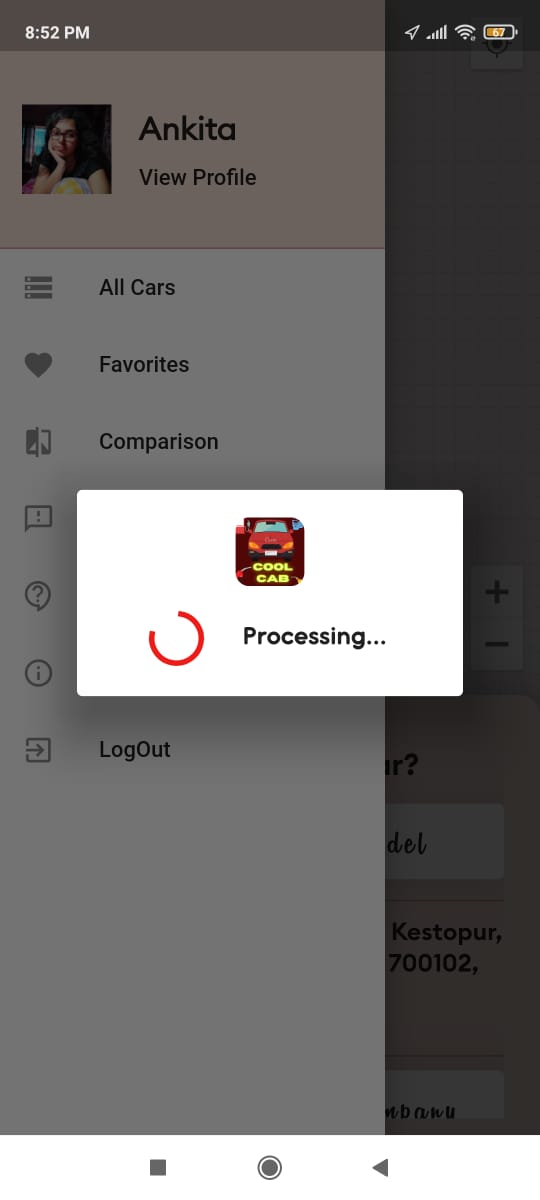 8:52 PM
67
Ankita
View Profile
All Cars
Favorites
Comparison
COOL
CAB
Processing...
LogOut
ur?
del
Kestopur,
700102,